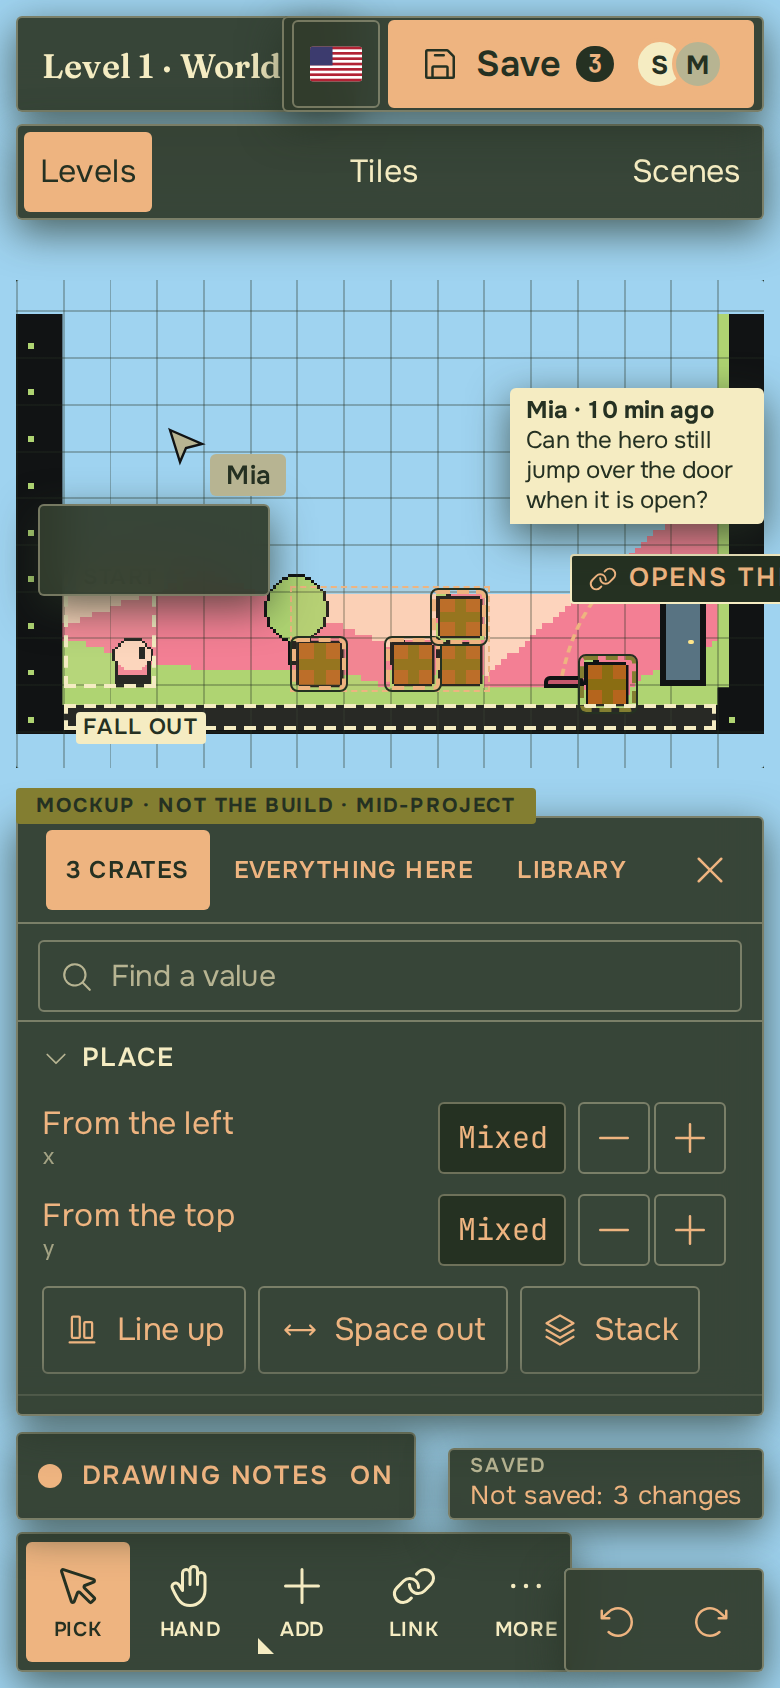 Level 1 · World
Save 3 S M
Levels Tiles Scenes
Mia · 10 min ago
Can the hero still
jump over the door
when it is open?
Mia
OPENS TH
FALL OUT
MOCKUP · NOT THE BUILD · MID-PROJECT
3 CRATES EVERYTHING HERE LIBRARY
Find a value
PLACE
From the left
x
Mixed
From the top
y
Mixed
Line up Space out Stack
DRAWING NOTES ON
SAVED
Not saved: 3 changes
PICK HAND ADD LINK MORE